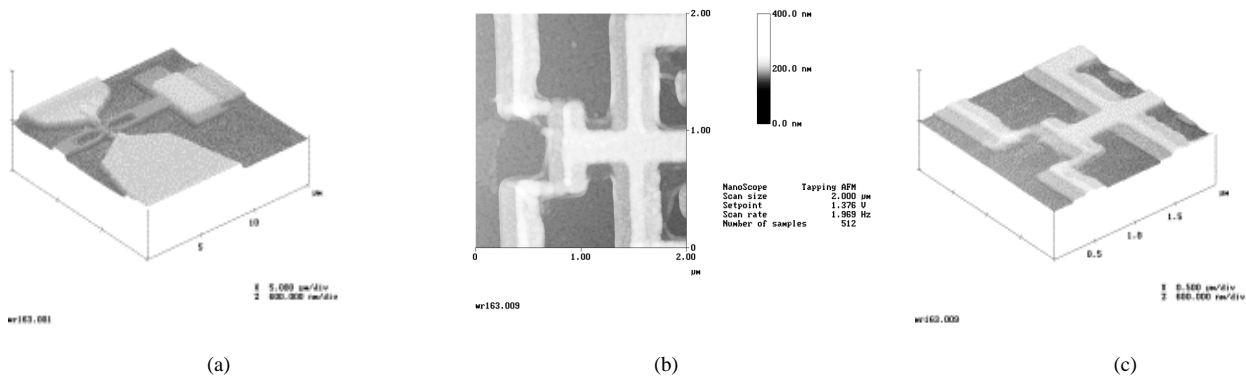 µm
10
5
X 5.000 µm/div
Z 600.000 nm/div
wr163.001
(a)
2.00
1.00
0
0 1.00 2.00
µm
400.0 nm
200.0 nm
0.0 nm
NanoScope Tapping AFM
Scan size 2.000 µm
Setpoint 1.376 V
Scan rate 1.969 Hz
Number of samples 512
wr163.009
(b)
µm
1.5
1.0
0.5
X 0.500 µm/div
Z 600.000 nm/div
wr163.009
(c)